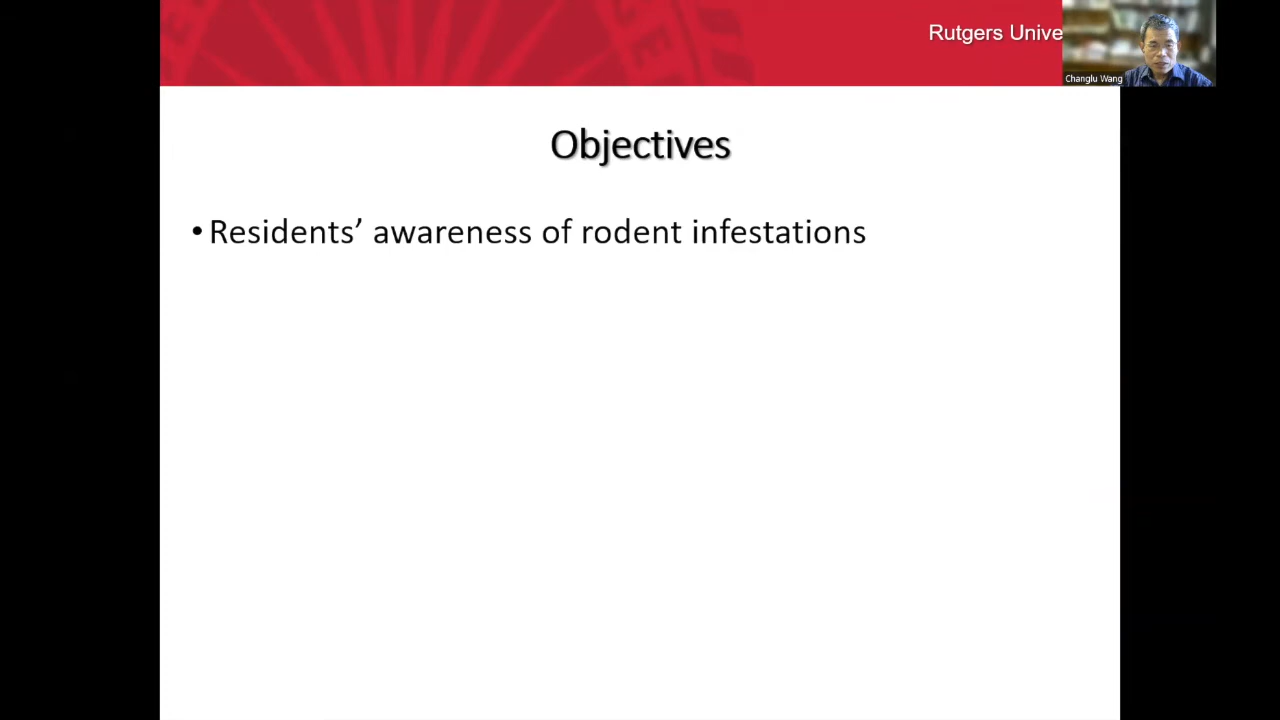 Rutgers Unive
Changlu Wang
Objectives
• Residents’ awareness of rodent infestations